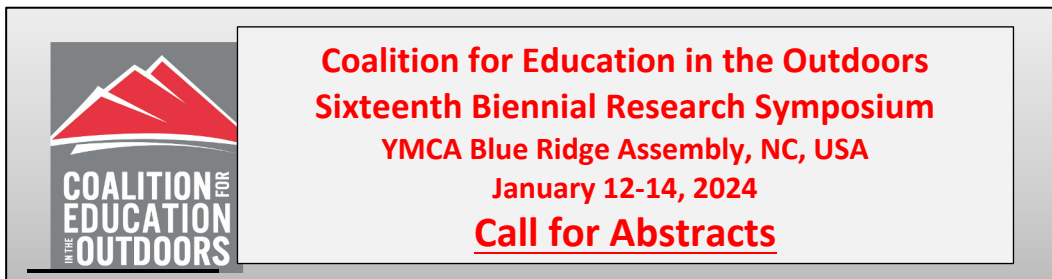 COALITION FOR
EDUCATION
IN THE OUTDOORS
Coalition for Education in the Outdoors
Sixteenth Biennial Research Symposium
YMCA Blue Ridge Assembly, NC, USA
January 12-14, 2024
Call for Abstracts